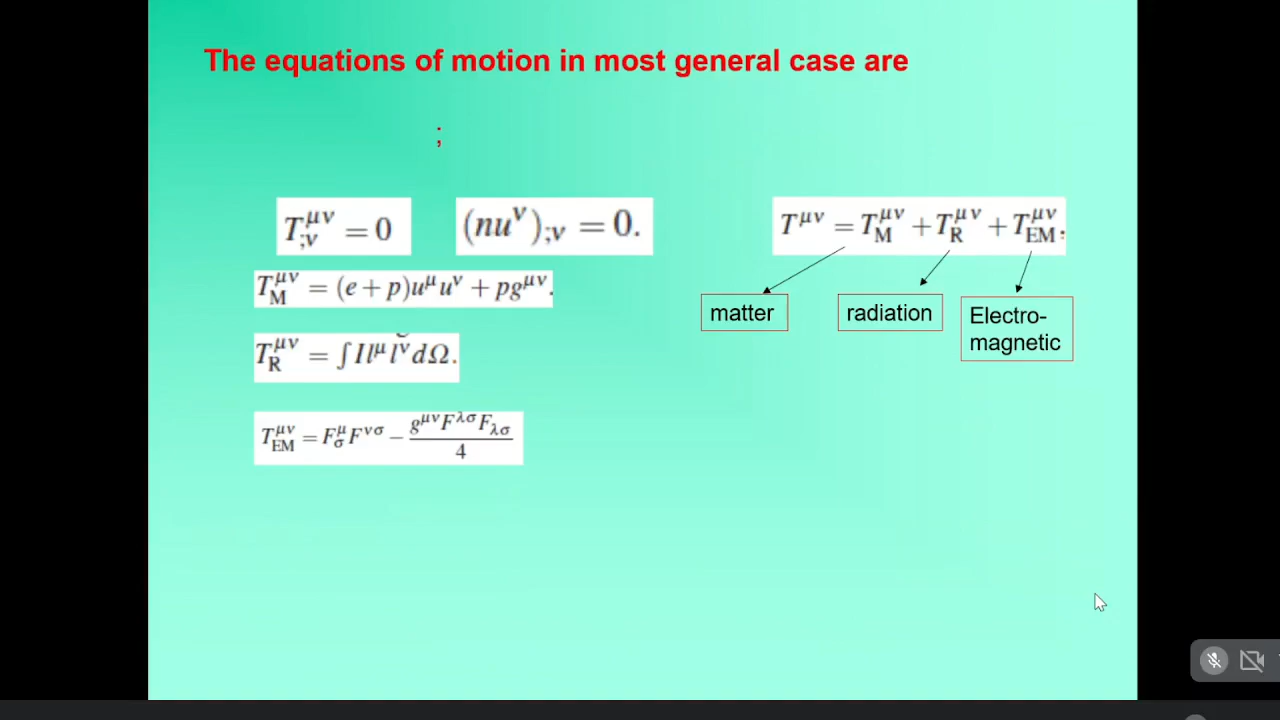 The equations of motion in most general case are
;
T^{μν}_{;ν} = 0
(nu^ν)_{;ν} = 0.
T^{μν} = T^{μν}_M + T^{μν}_R + T^{μν}_{EM}.
T^{μν}_M = (e + p)u^μ u^ν + pg^{μν}.
matter
radiation
Electro-
magnetic
T^{μν}_R = ∫ I l^μ l^ν dΩ.
T^{μν}_{EM} = F^μ_σ F^{νσ} − \frac{g^{μν} F^{λσ} F_{λσ}}{4}